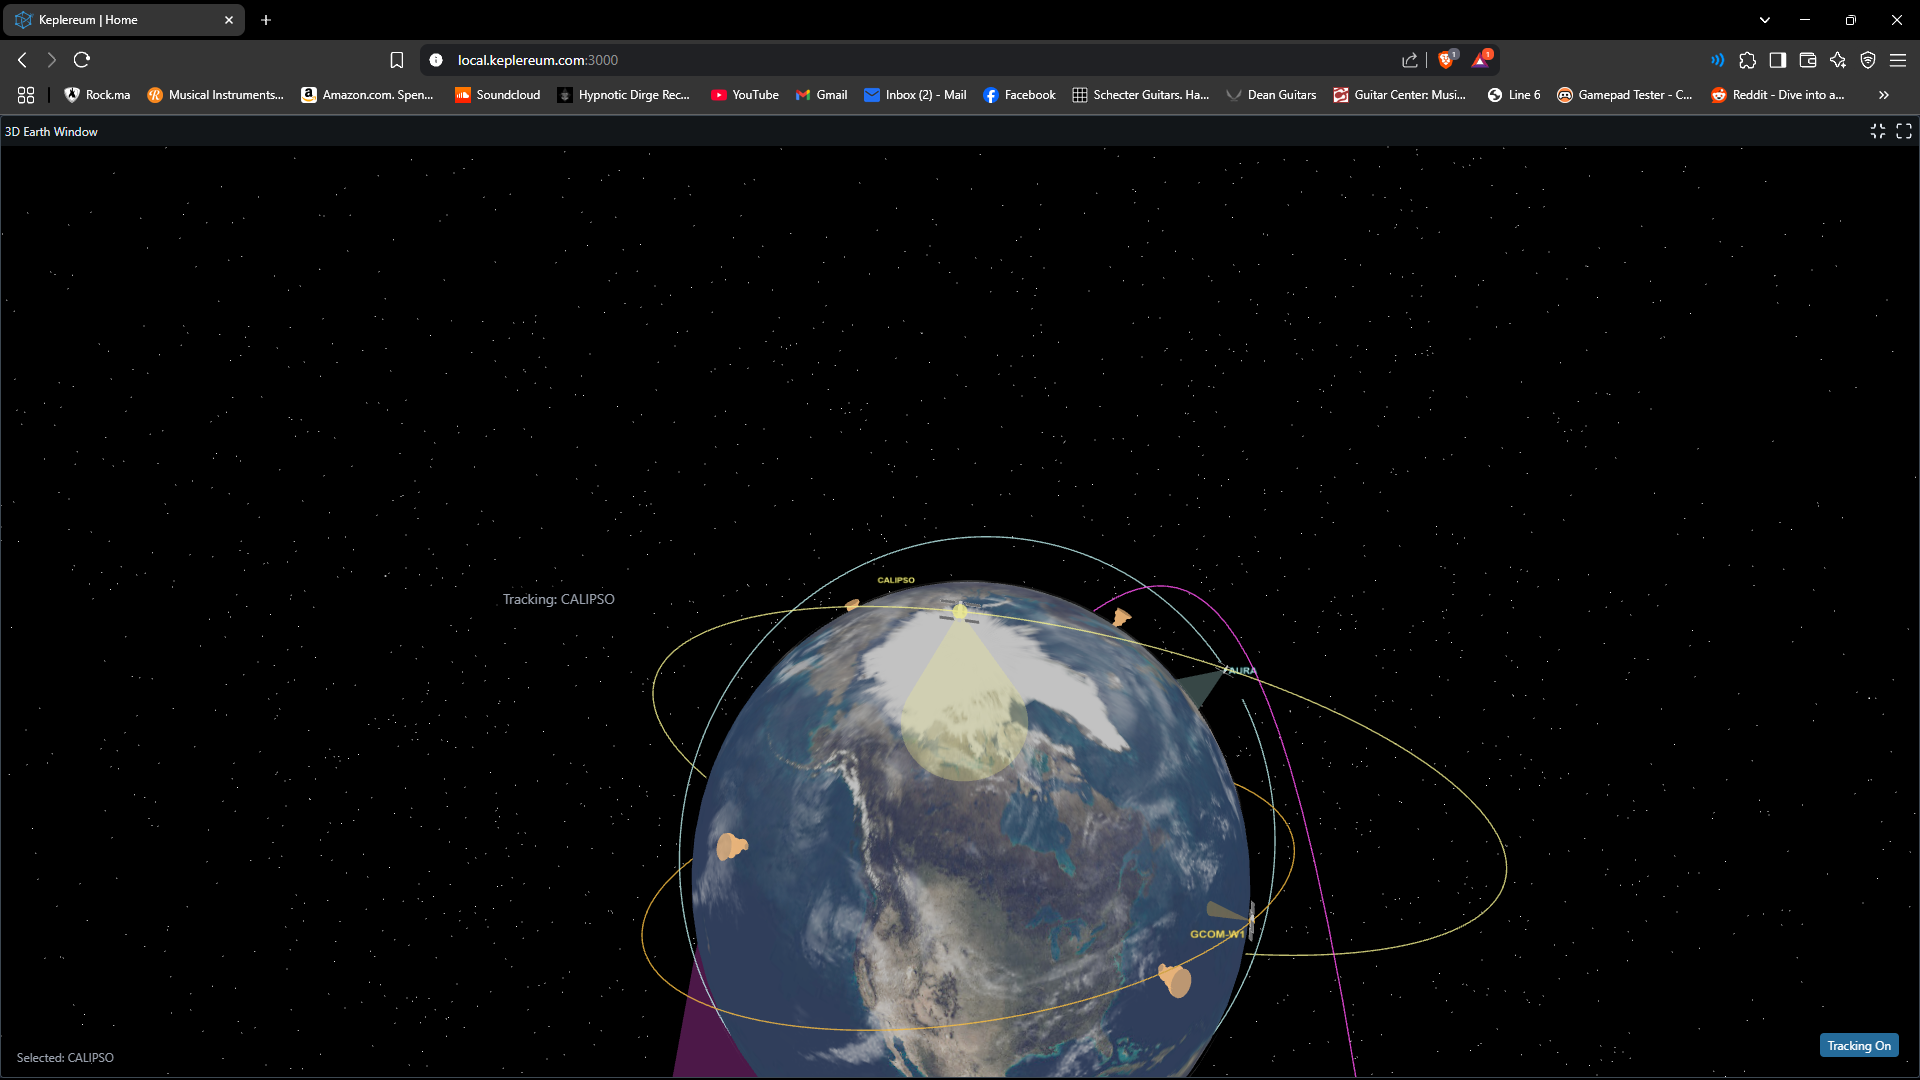 Keplereum | Home
local.keplereum.com:3000
1
1
Rock.ma
Musical Instruments...
Amazon.com. Spen...
Soundcloud
Hypnotic Dirge Rec...
YouTube
Gmail
Inbox (2) - Mail
Facebook
Schecter Guitars. Ha...
Dean Guitars
Guitar Center: Musi...
Line 6
Gamepad Tester - C...
Reddit - Dive into a...
3D Earth Window
CALIPSO
Tracking: CALIPSO
AURA
GCOM-W1
Tracking On
Selected: CALIPSO